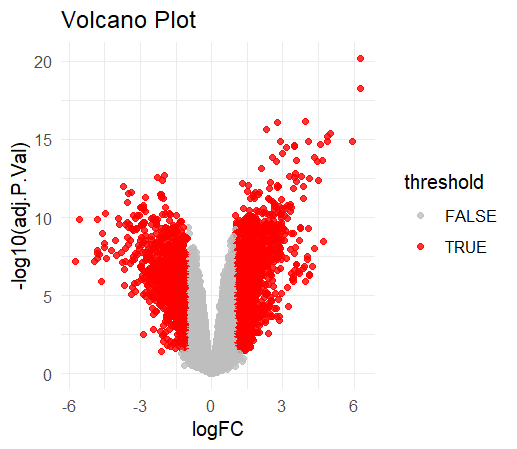 Volcano Plot
20
15
10
5
0
-log10(adj.P.Val)
-6 -3 0 3 6
logFC
threshold
FALSE
TRUE